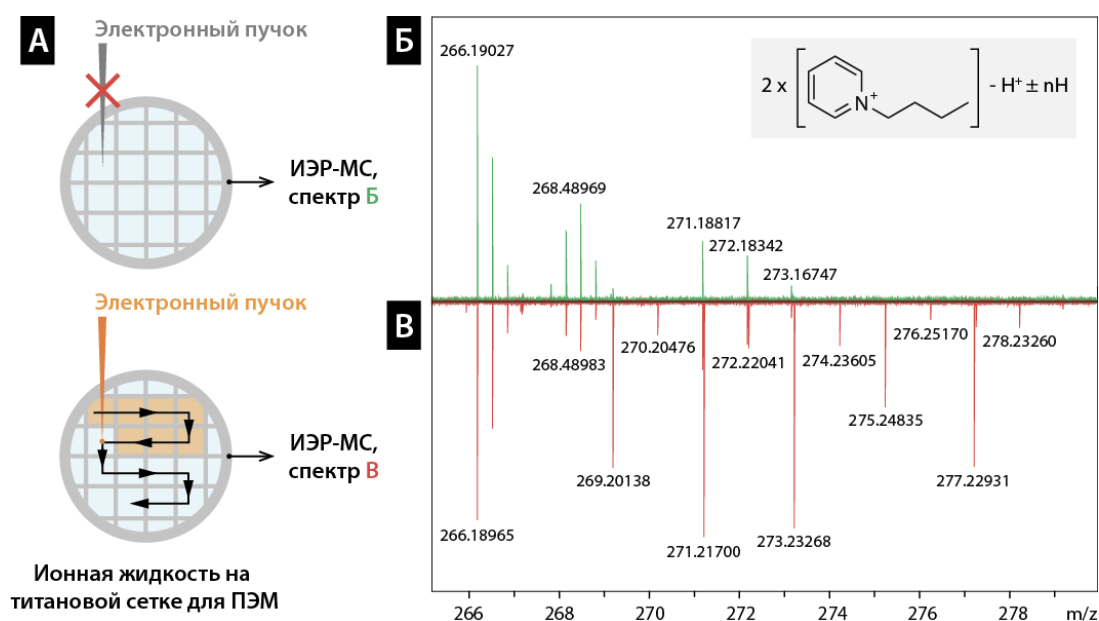 А
Электронный пучок
ИЭР-МС,
спектр Б
Электронный пучок
ИЭР-МС,
спектр В
Ионная жидкость на
титановой сетке для ПЭМ
Б
266.19027
268.48969
271.18817
272.18342
273.16747
2 x
N+
- H+ ± nH
В
266.18965
268.48983
269.20138
270.20476
271.21700
272.22041
273.23268
274.23605
275.24835
276.25170
277.22931
278.23260
266 268 270 272 274 276 278 m/z